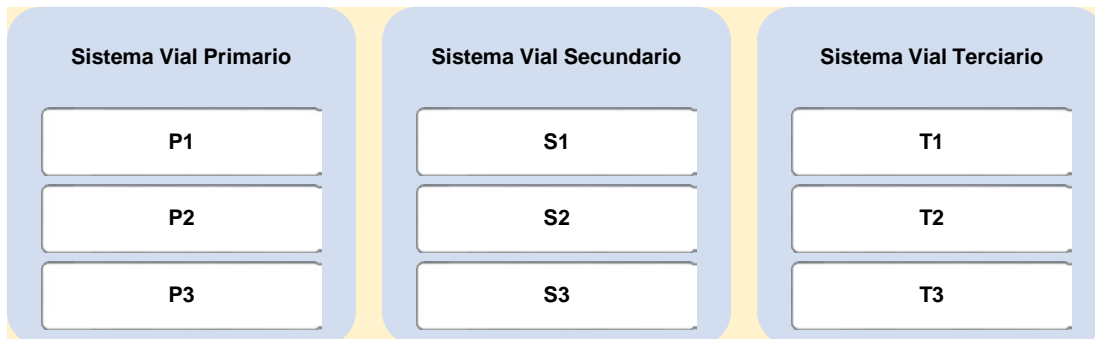 Sistema Vial Primario
P1
P2
P3
Sistema Vial Secundario
S1
S2
S3
Sistema Vial Terciario
T1
T2
T3